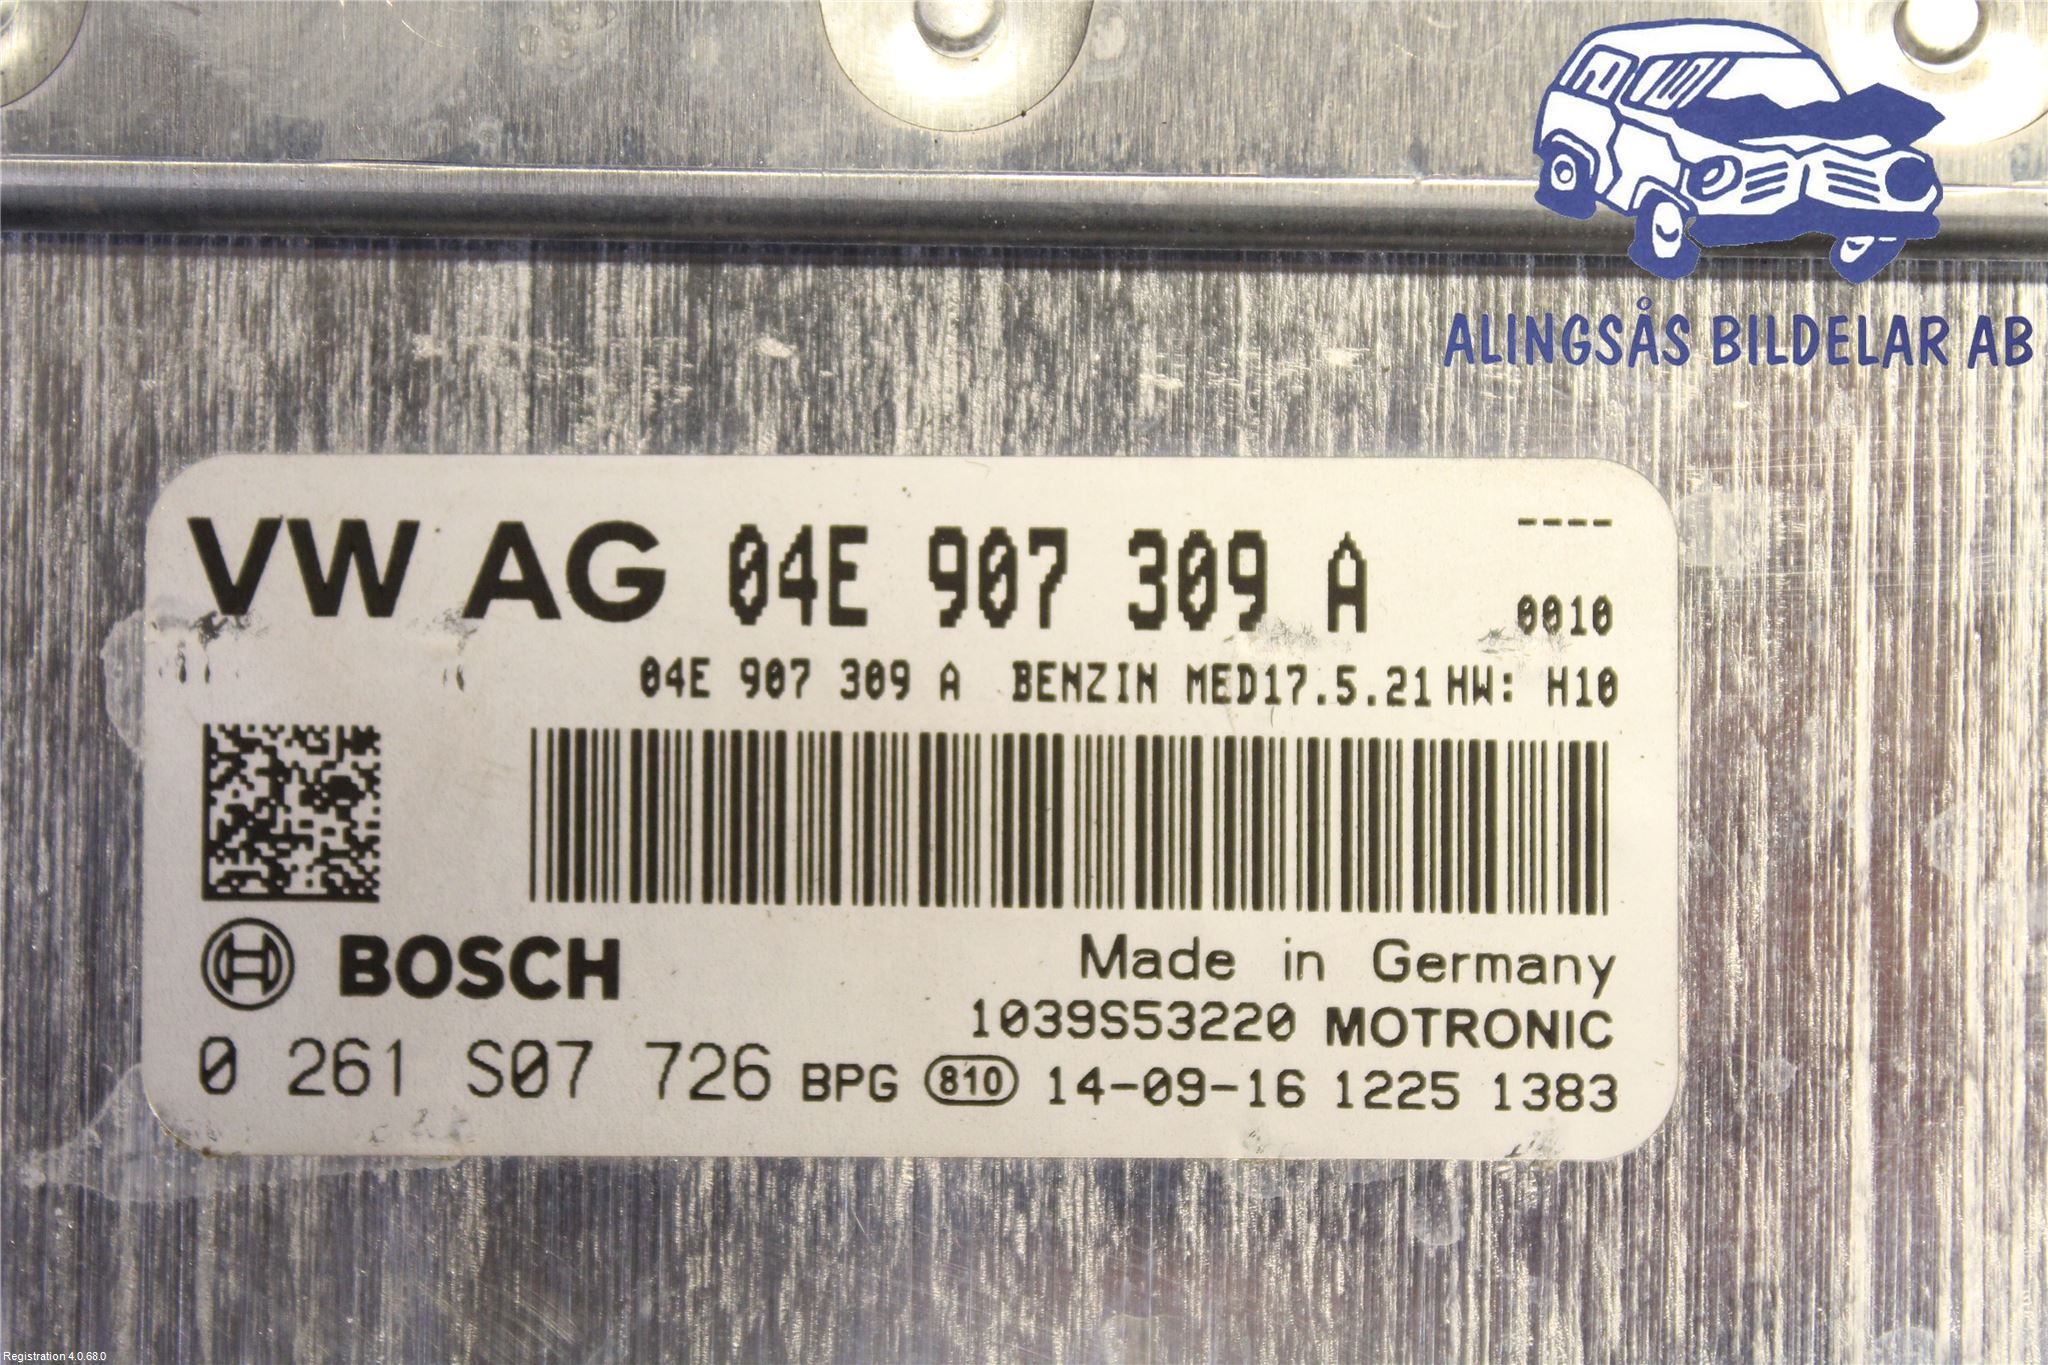 ALINGSÅS BILDELAR AB
VW AG 04E 907 309 A ----
0010
04E 907 309 A BENZIN MED17.5.21 HW: H10
BOSCH
Made in Germany
1039S53220 MOTRONIC
0 261 S07 726 BPG 810 14-09-16 1225 1383
Registration 4.0.68.0